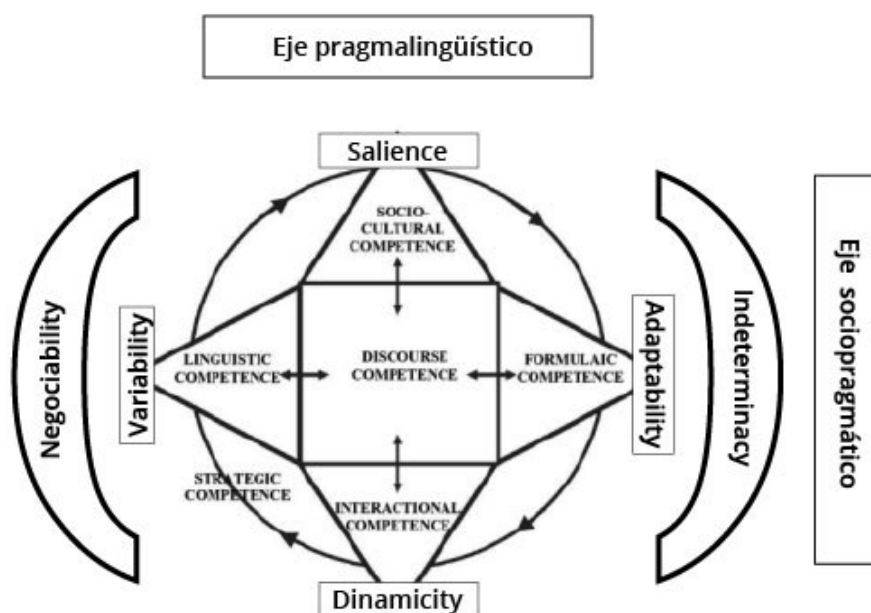 Eje pragmalingüístico
Salience
SOCIO-
CULTURAL
COMPETENCE
Negociability
Variability
LINGUISTIC
COMPETENCE
DISCOURSE
COMPETENCE
FORMULAIC
COMPETENCE
Adaptability
Indeterminacy
Eje sociopragmático
STRATEGIC
COMPETENCE
INTERACTIONAL
COMPETENCE
Dinamicity